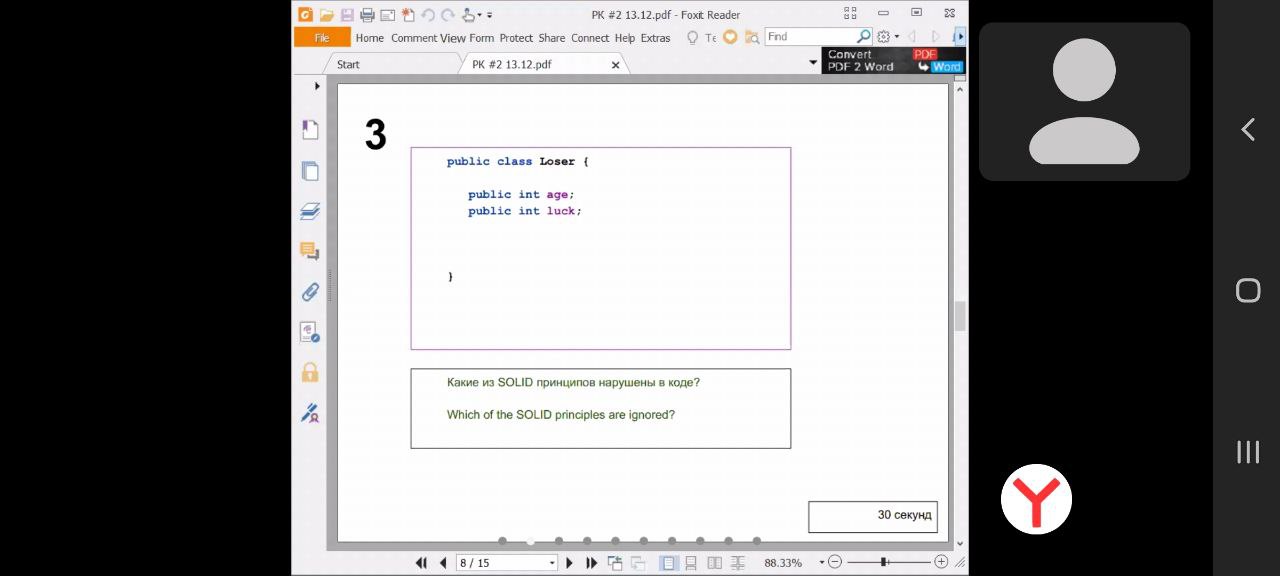 PK #2 13.12.pdf - Foxit Reader
File Home Comment View Form Protect Share Connect Help Extras Te Find
Start PK #2 13.12.pdf
Convert PDF
PDF 2 Word Word
3
public class Loser {
public int age;
public int luck;
}
Какие из SOLID принципов нарушены в коде?
Which of the SOLID principles are ignored?
30 секунд
8 / 15 88.33%